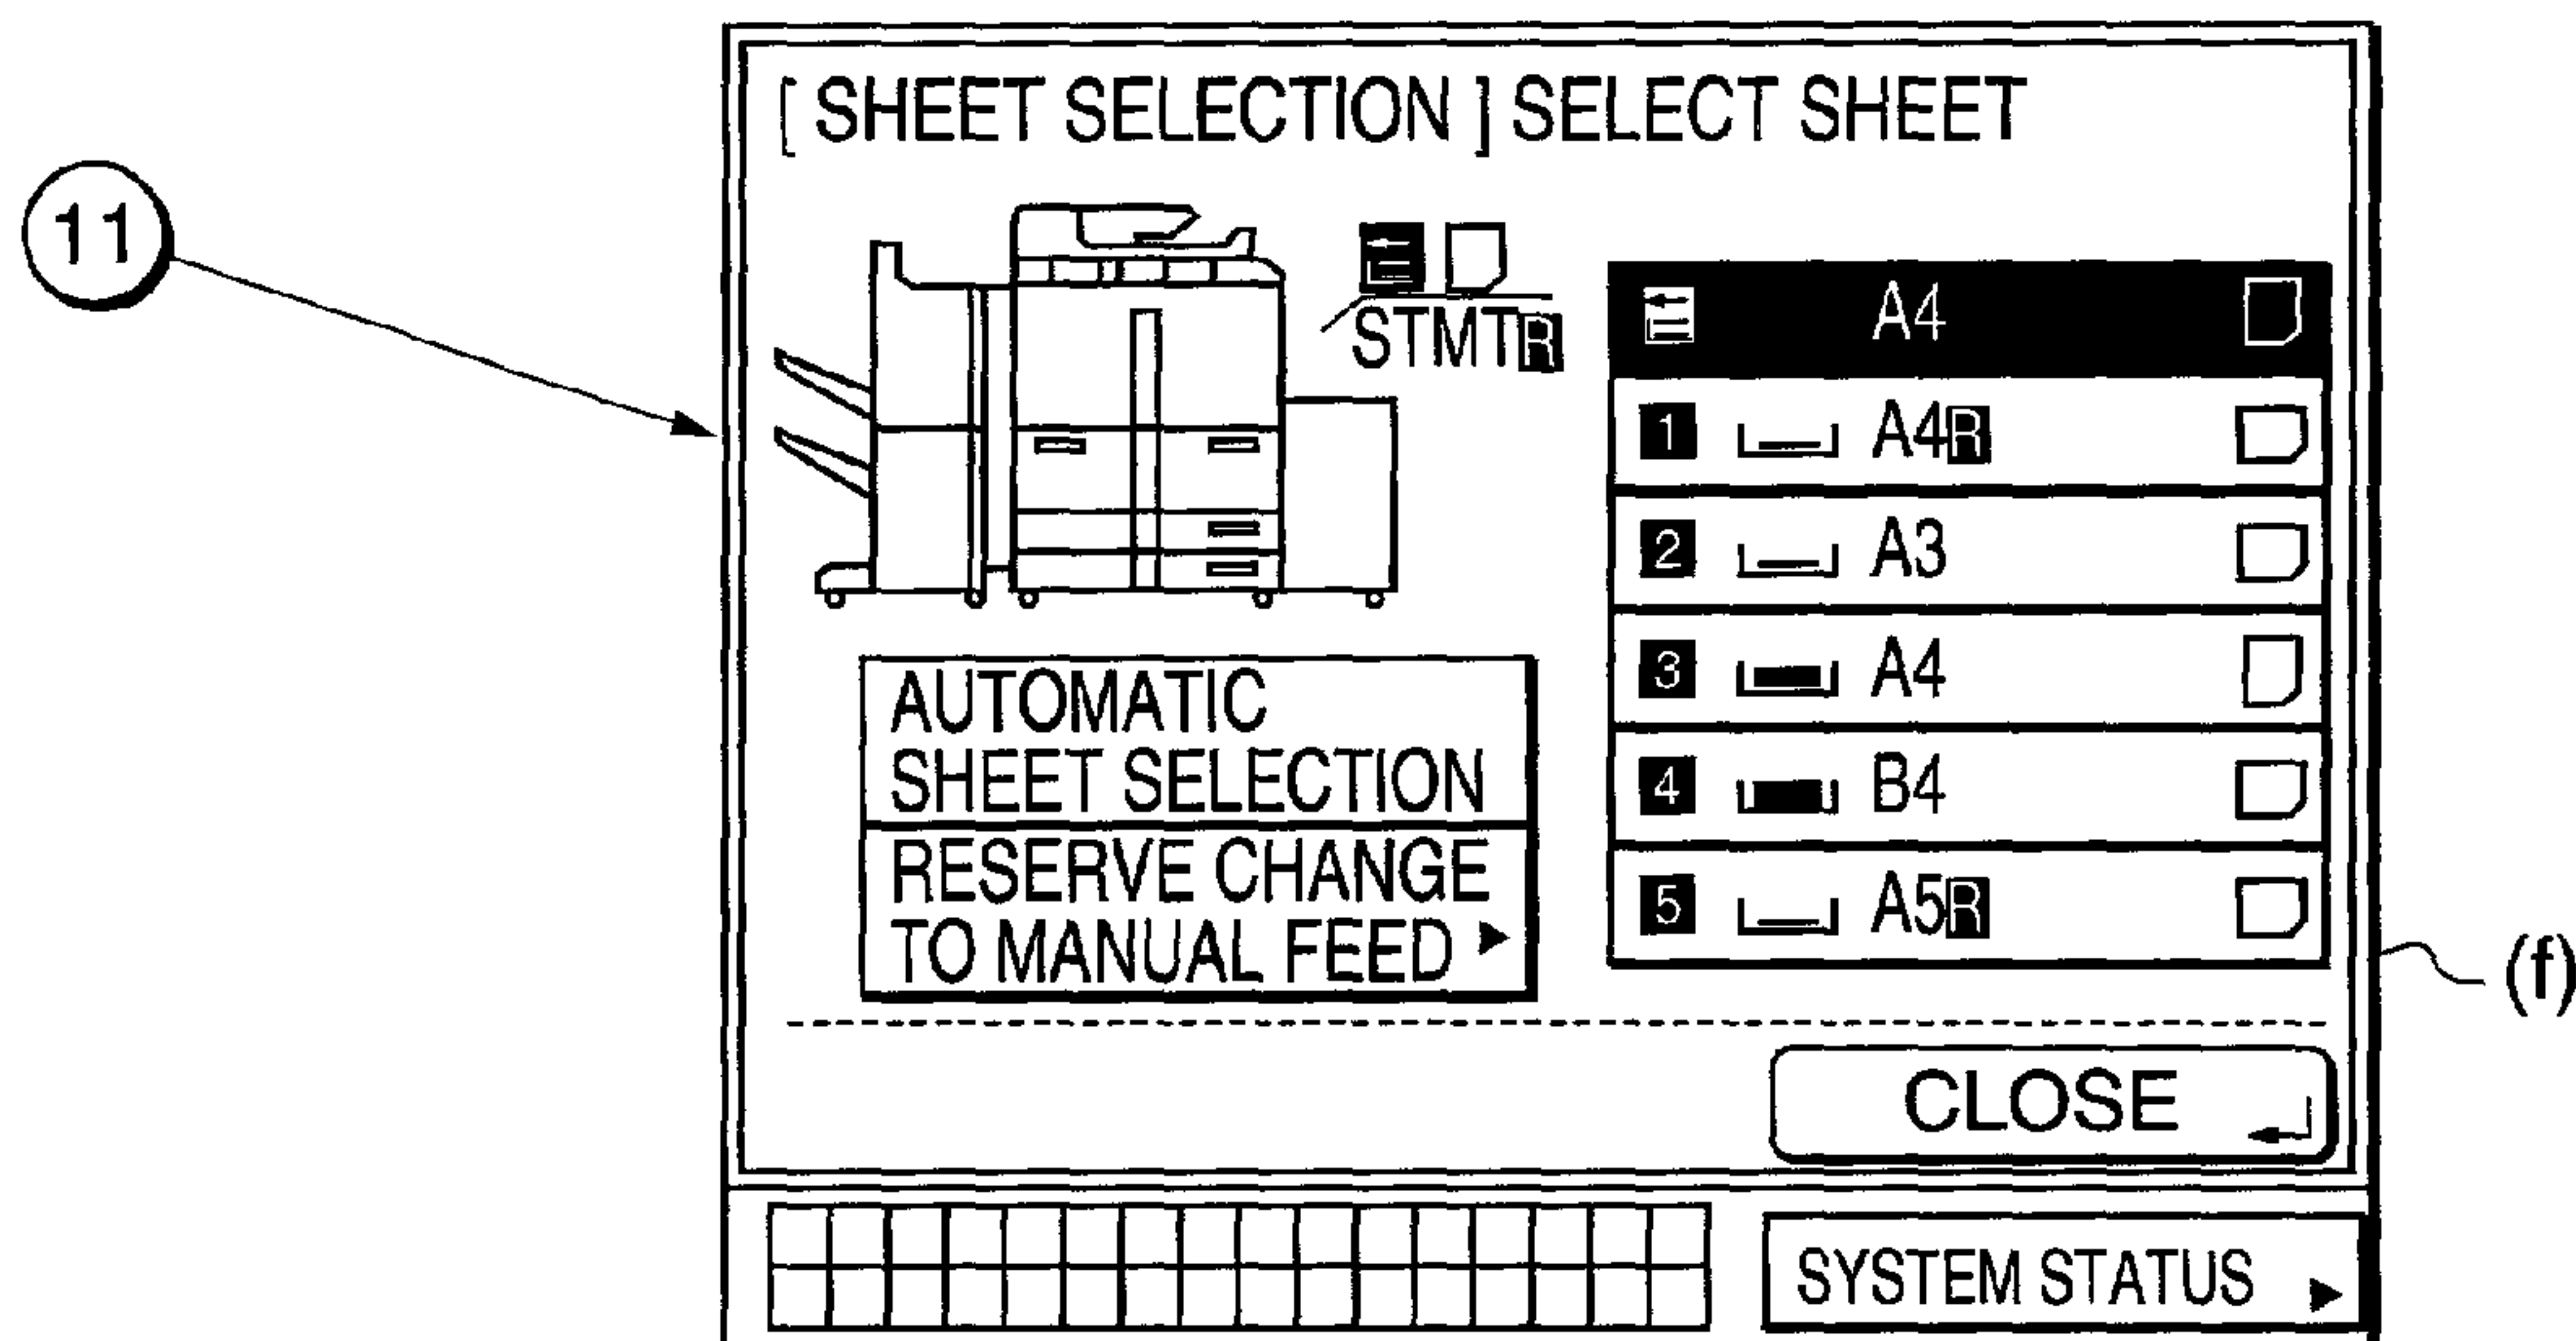 [ SHEET SELECTION ] SELECT SHEET
11
STMTR
A4
1 A4R
2 A3
3 A4
4 B4
5 A5R
AUTOMATIC
SHEET SELECTION
RESERVE CHANGE
TO MANUAL FEED
(f)
CLOSE
SYSTEM STATUS